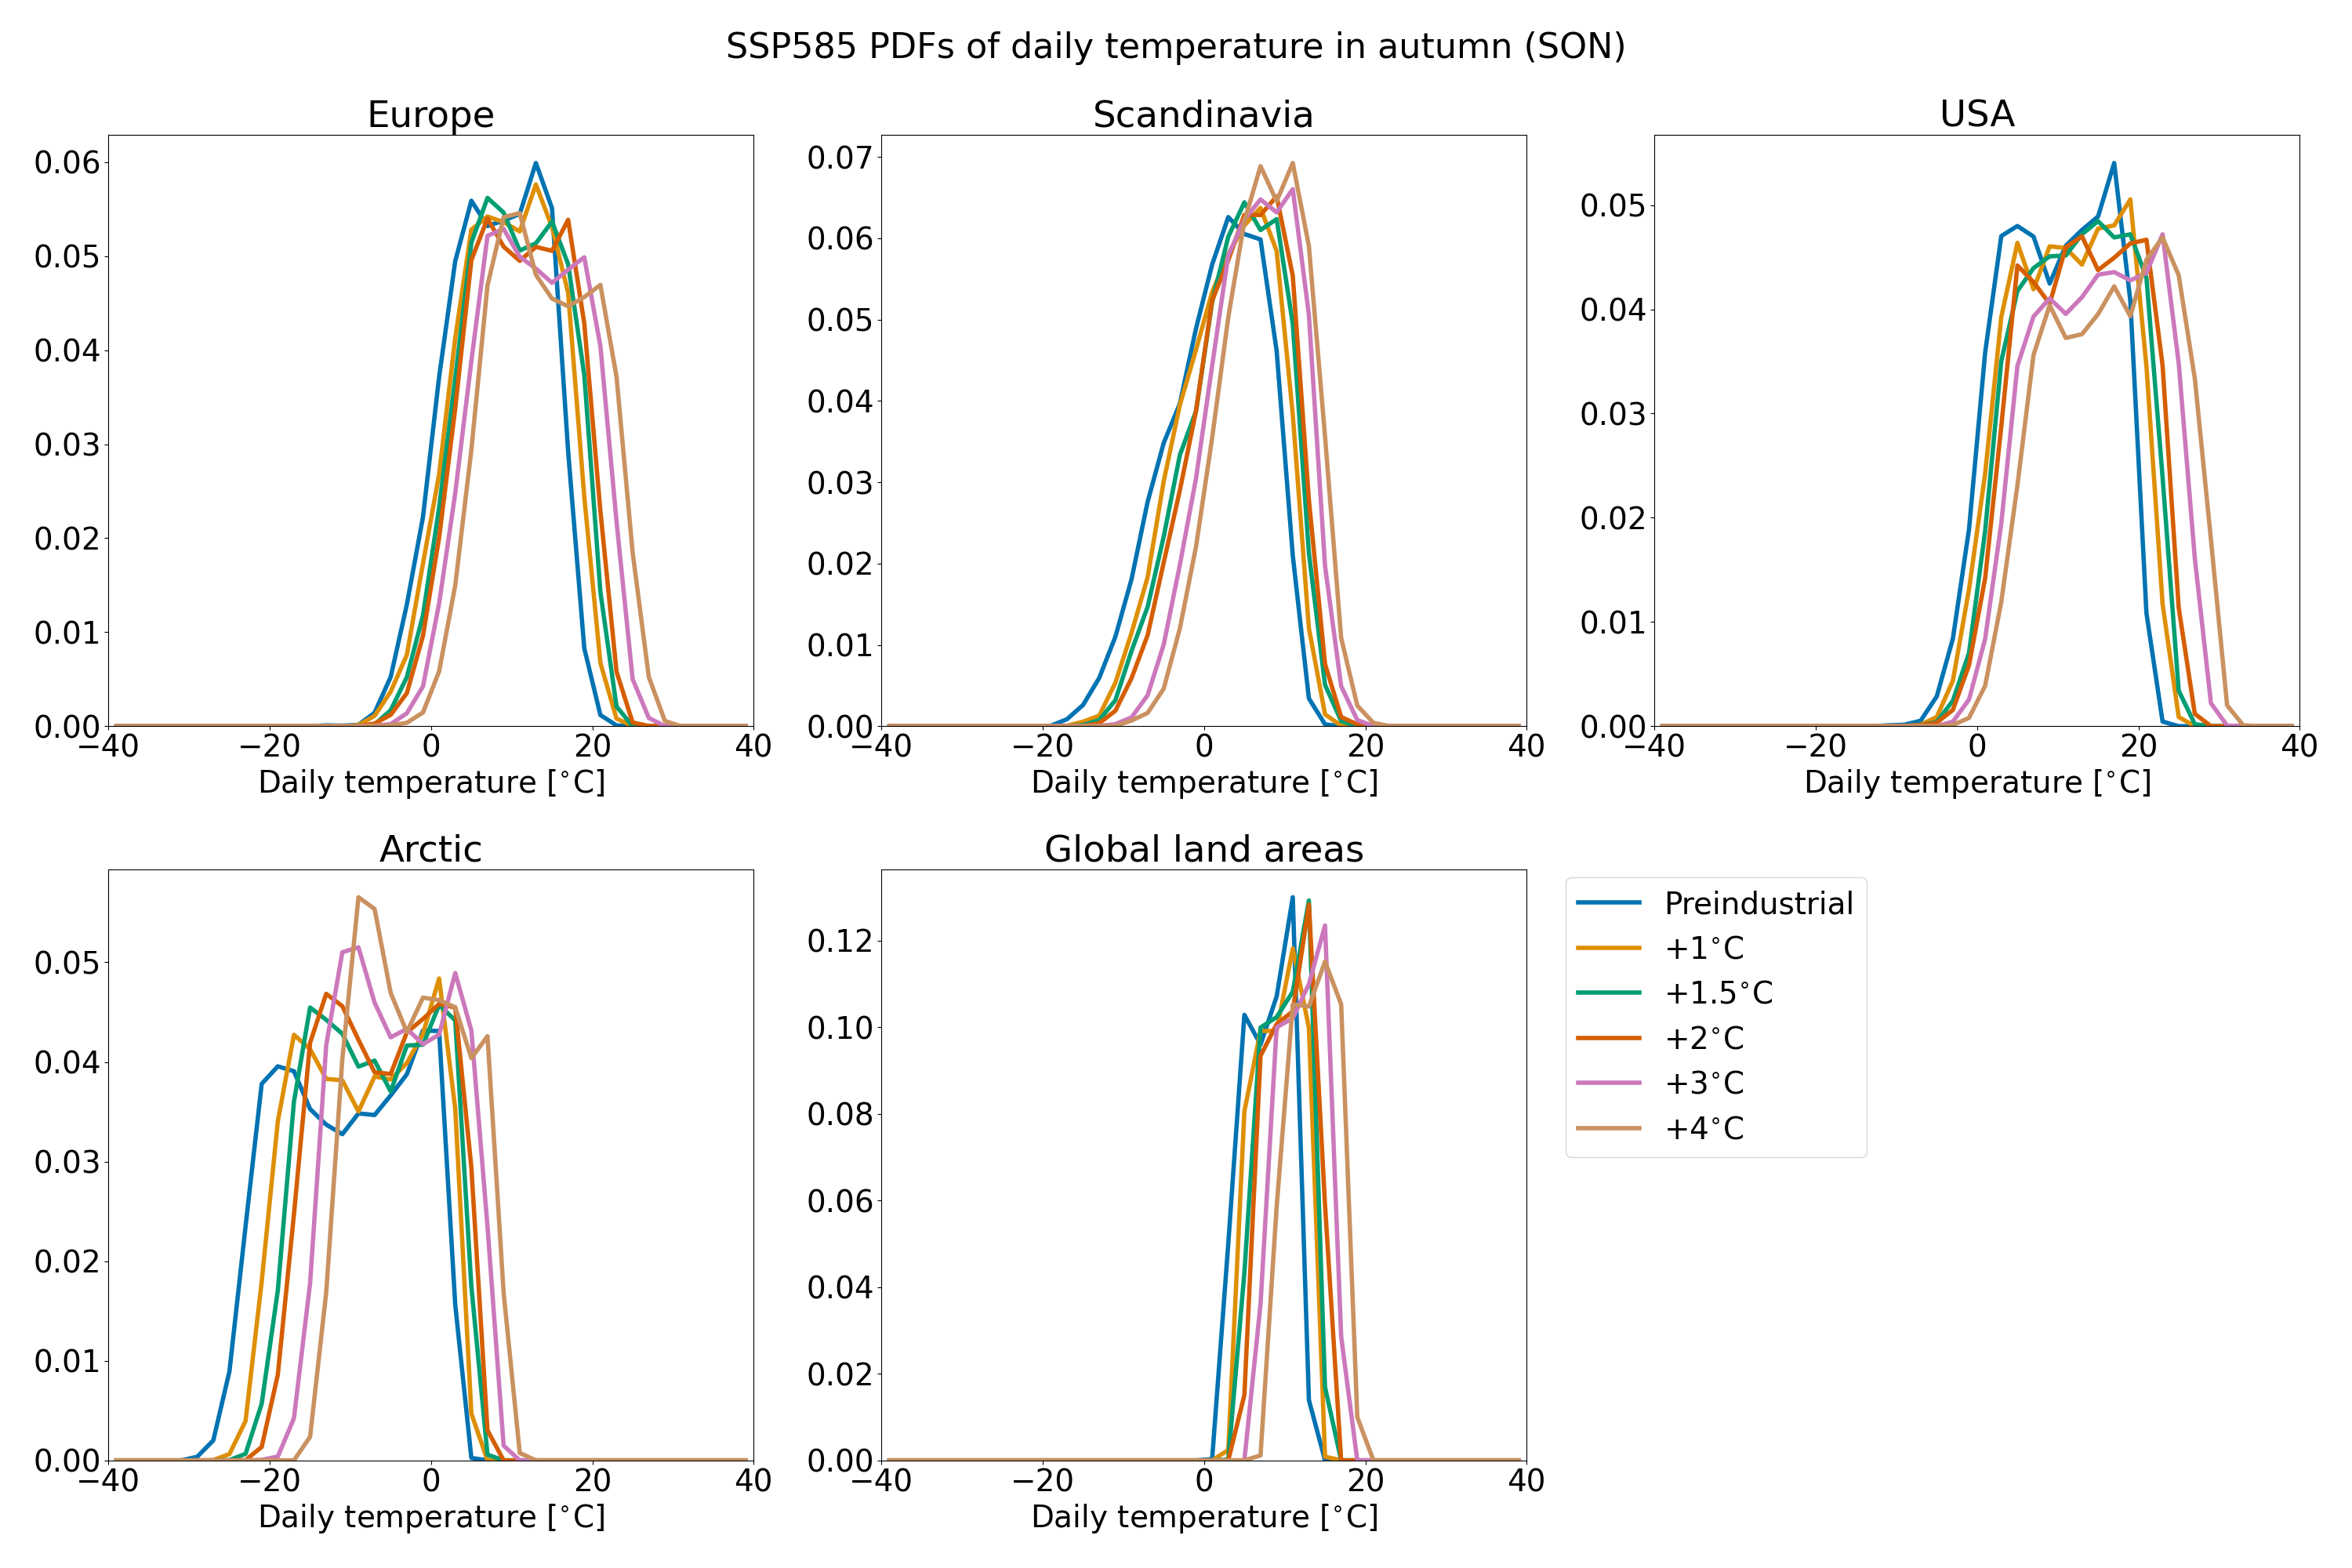 SSP585 PDFs of daily temperature in autumn (SON)
Europe
0.06
0.05
0.04
0.03
0.02
0.01
0.00
−40 −20 0 20 40
Daily temperature [°C]
Scandinavia
0.07
0.06
0.05
0.04
0.03
0.02
0.01
0.00
−40 −20 0 20 40
Daily temperature [°C]
USA
0.05
0.04
0.03
0.02
0.01
0.00
−40 −20 0 20 40
Daily temperature [°C]
Arctic
0.05
0.04
0.03
0.02
0.01
0.00
−40 −20 0 20 40
Daily temperature [°C]
Global land areas
0.12
0.10
0.08
0.06
0.04
0.02
0.00
−40 −20 0 20 40
Daily temperature [°C]
Preindustrial
+1°C
+1.5°C
+2°C
+3°C
+4°C